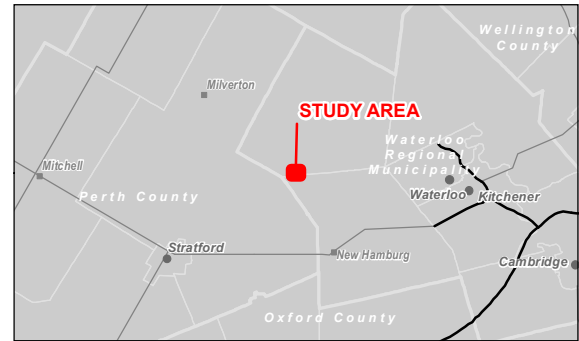 Wellington
County
Milverton
STUDY AREA
Waterloo
Regional
Municipality
Mitchell
Waterloo
Kitchener
Perth County
Stratford
New Hamburg
Cambridge
Oxford County